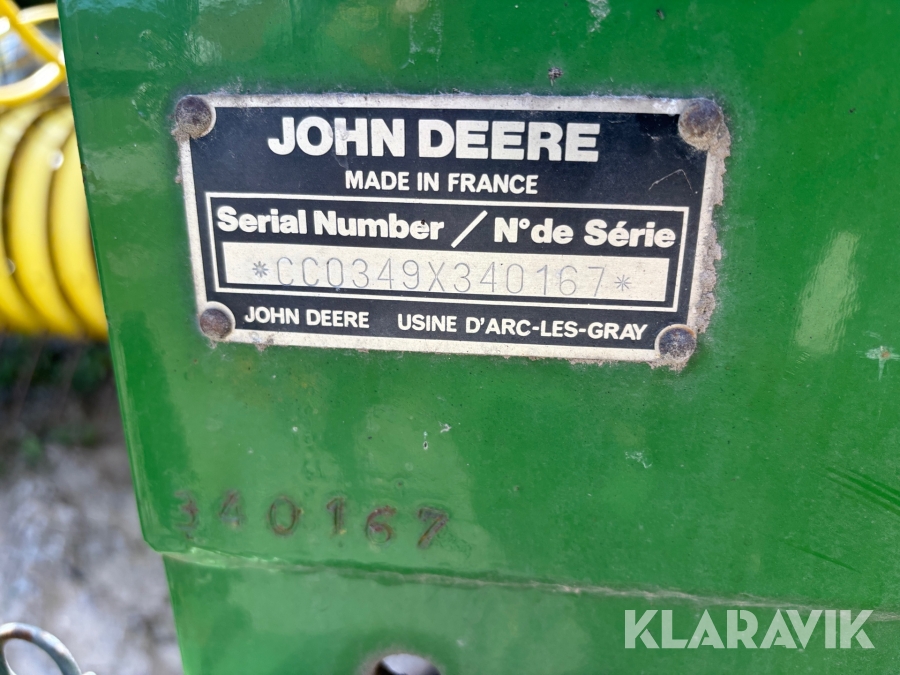 JOHN DEERE
MADE IN FRANCE
Serial Number / N° de Série
*CC0349X340167*
JOHN DEERE USINE D'ARC-LES-GRAY
340167
KLARAVIK